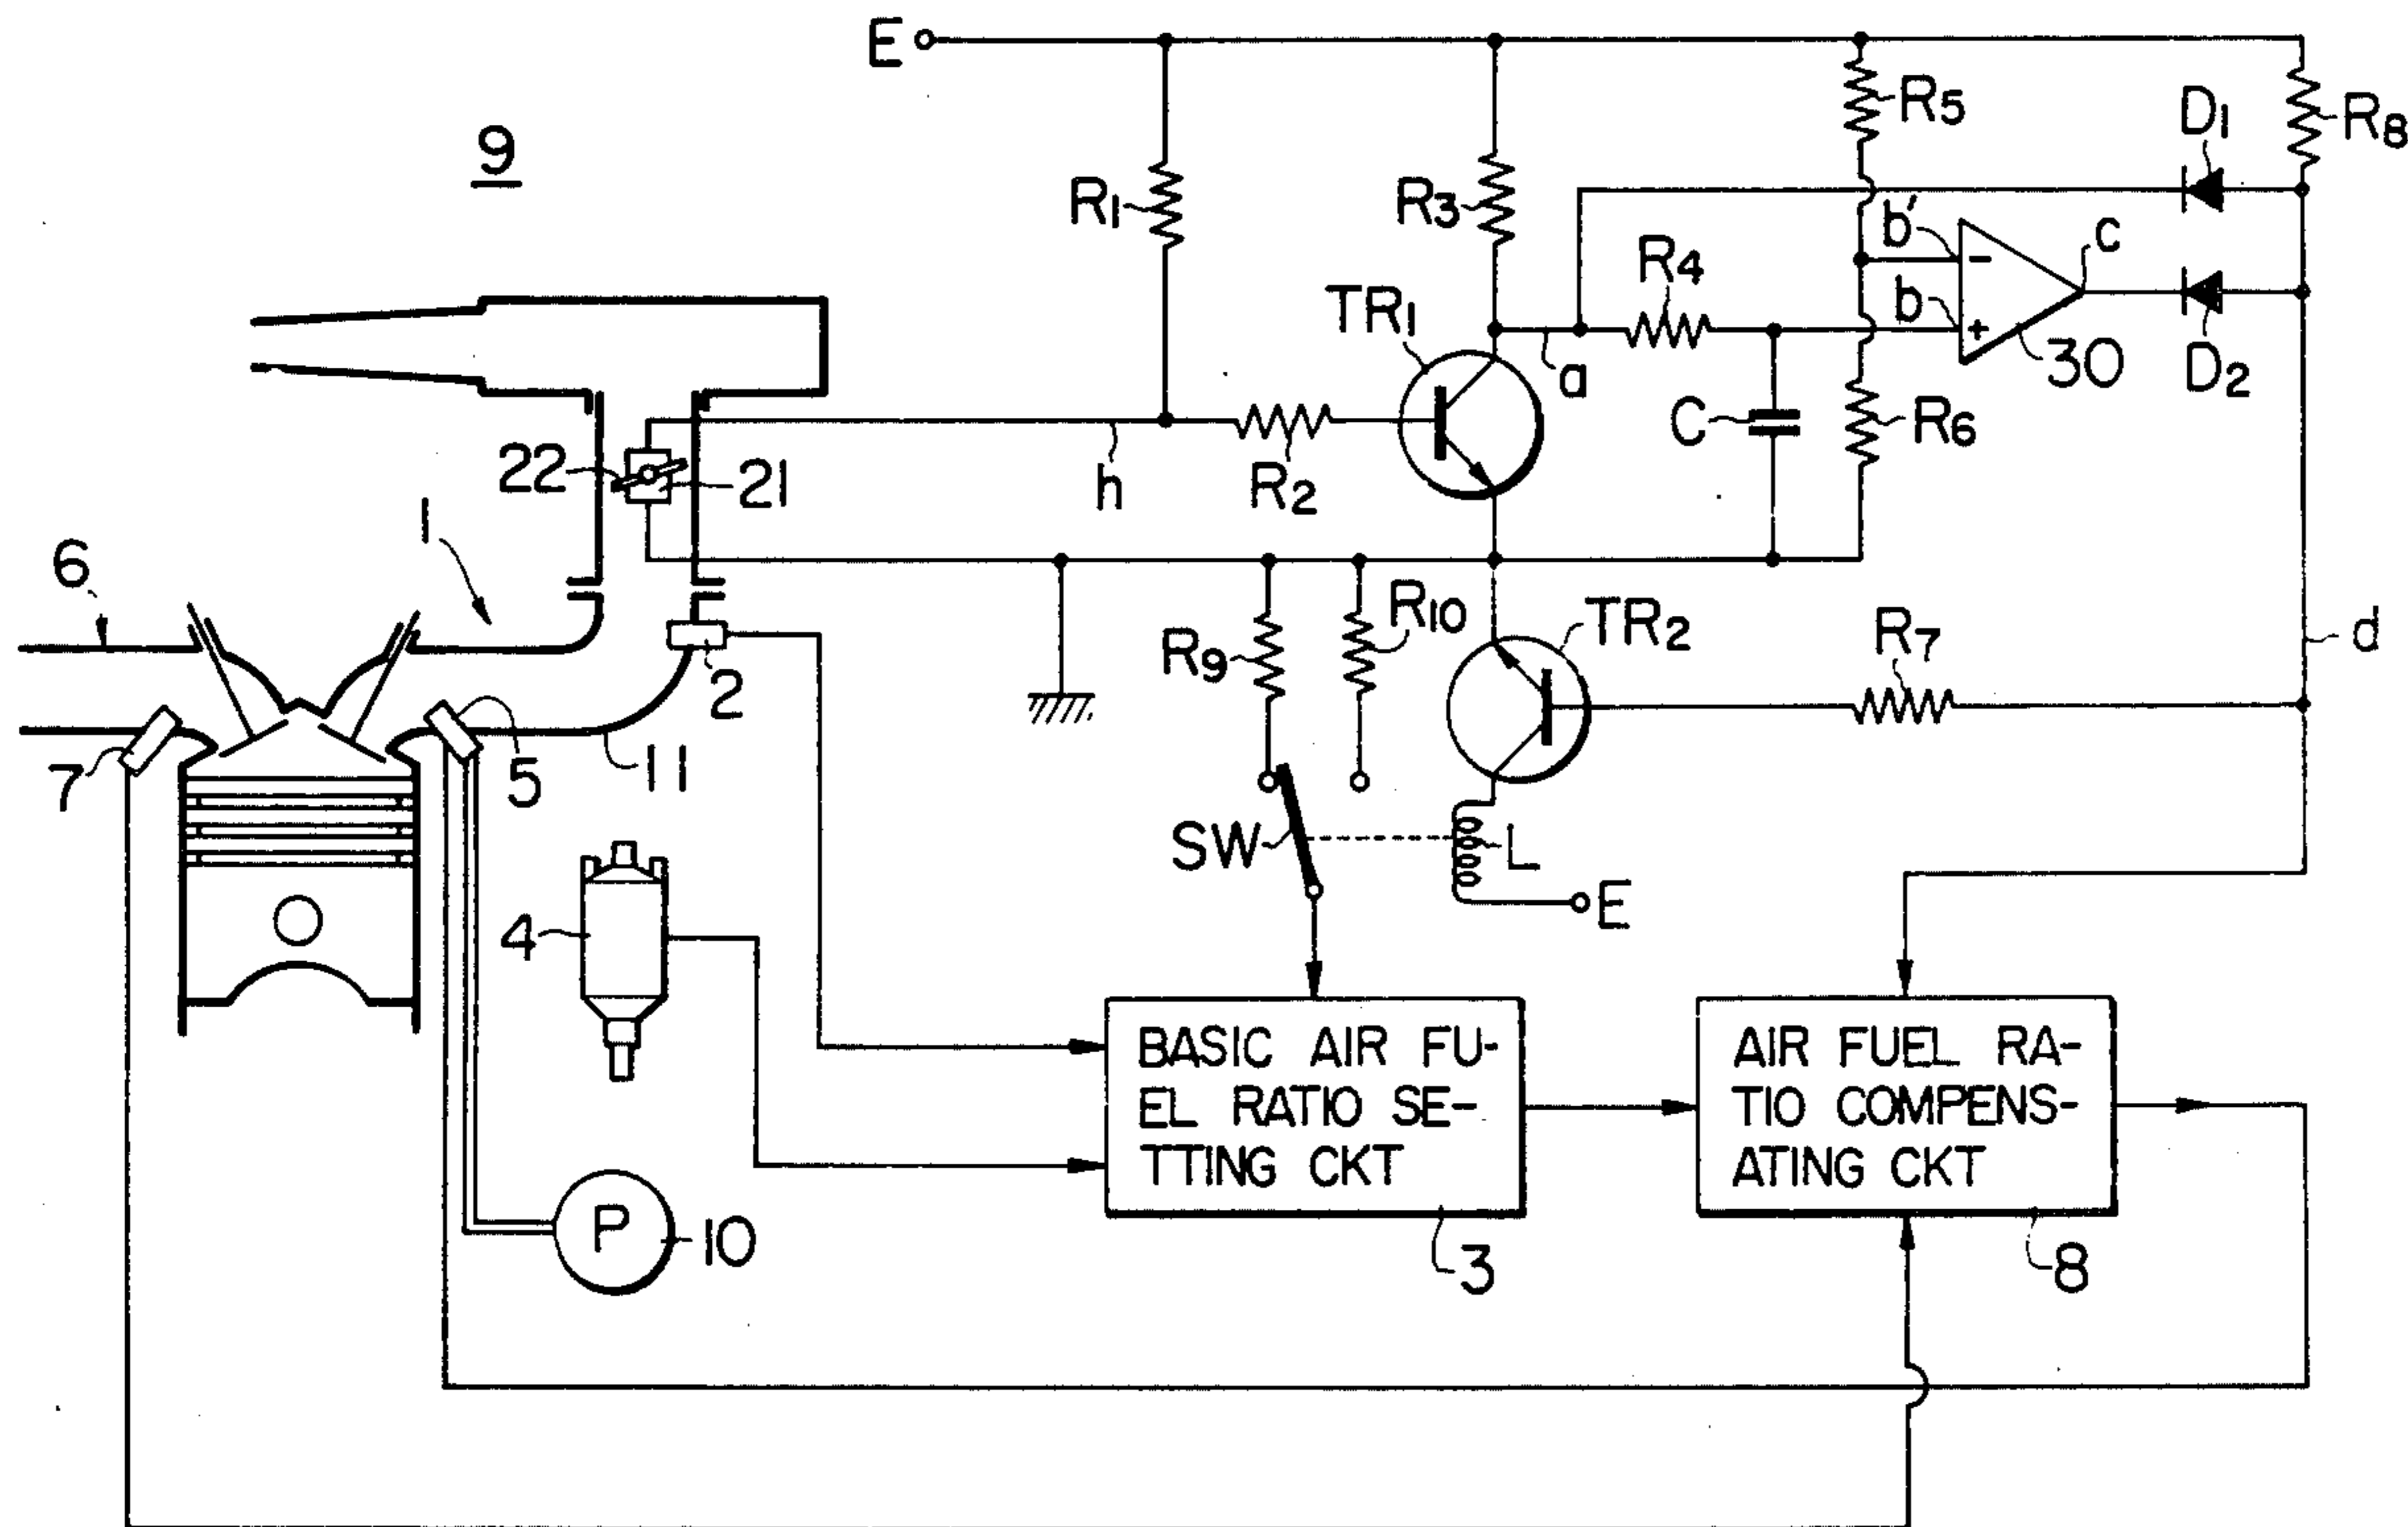 E
9
R1
R3
R5
D1
R8
b'
-
c
R4
TR1
b
+
30
D2
a
C
R6
22
21
h
R2
1
6
R9
R10
TR2
R7
d
2
7
5
11
SW
L
E
4
BASIC AIR FU-
EL RATIO SE-
TTING CKT
AIR FUEL RA-
TIO COMPENS-
ATING CKT
P
10
3
8